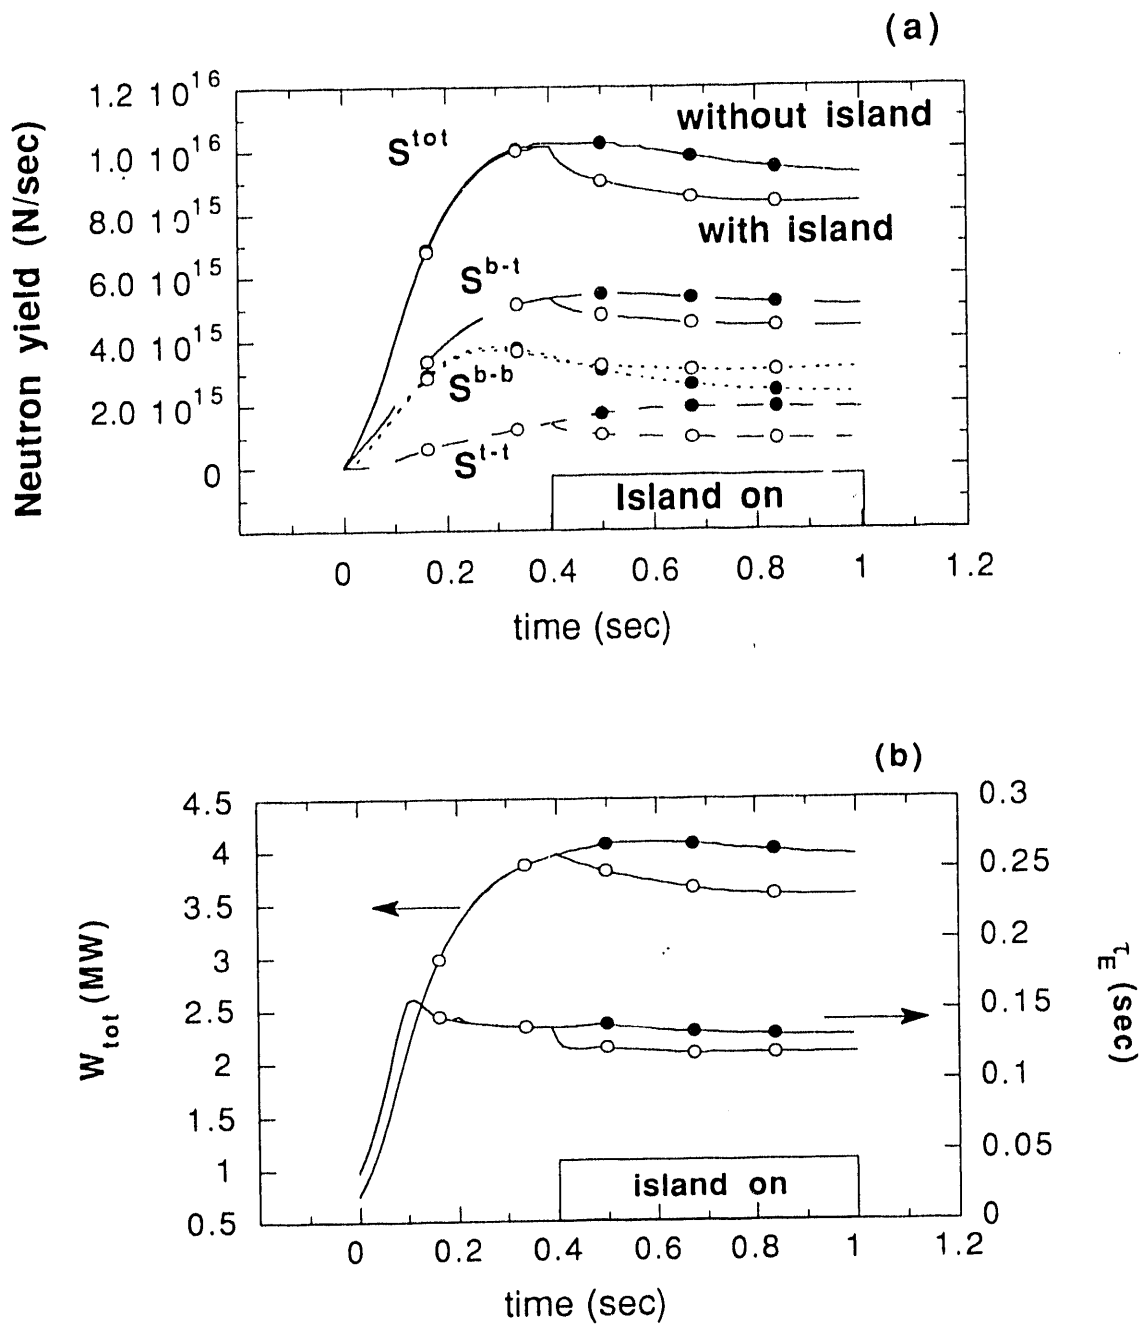 (a)
1.2 10^16
1.0 10^16
8.0 10^15
6.0 10^15
4.0 10^15
2.0 10^15
0
Neutron yield (N/sec)
without island
S^tot
with island
S^b-t
S^b-b
S^t-t
Island on
0 0.2 0.4 0.6 0.8 1 1.2
time (sec)
(b)
4.5
4
3.5
3
2.5
2
1.5
1
0.5
W_tot (MW)
0.3
0.25
0.2
0.15
0.1
0.05
0
τ_E (sec)
island on
0 0.2 0.4 0.6 0.8 1 1.2
time (sec)